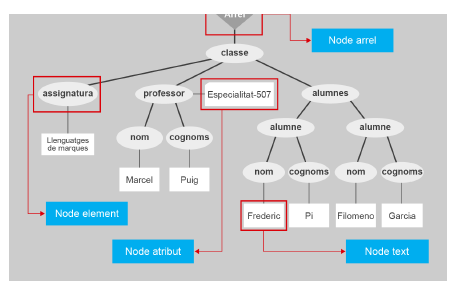 Arrel
Node arrel
classe
assignatura
professor
Especialitat-507
alumnes
Llenguatges
de marques
nom
cognoms
alumne
alumne
Marcel
Puig
nom
cognoms
nom
cognoms
Node element
Frederic
Pi
Filomeno
Garcia
Node atribut
Node text